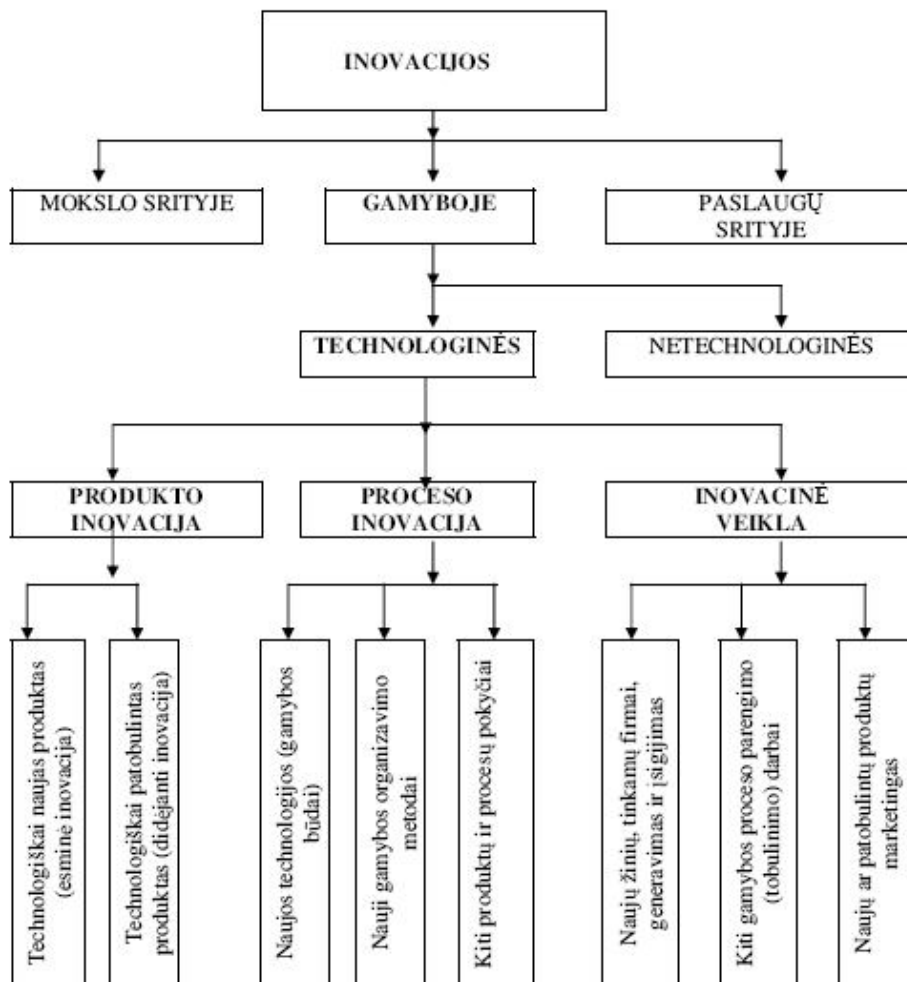 INOVACIJOS
MOKSLO SRITYJE
GAMYBOJE
PASLAUGŲ
SRITYJE
TECHNOLOGINĖS
NETECHNOLOGINĖS
PRODUKTO
INOVACIJA
PROCESO
INOVACIJA
INOVACINĖ
VEIKLA
Technologiškai naujas produktas
(esminė inovacija)
Technologiškai patobulintas
produktas (didėjanti inovacija)
Naujos technologijos (gamybos
būdai)
Nauji gamybos organizavimo
metodai
Kiti produktų ir procesų pokyčiai
Naujų žinių, tinkamų firmai,
generavimas ir įsigijimas
Kiti gamybos proceso parengimo
(tobulinimo) darbai
Naujų ar patobulintų produktų
marketingas